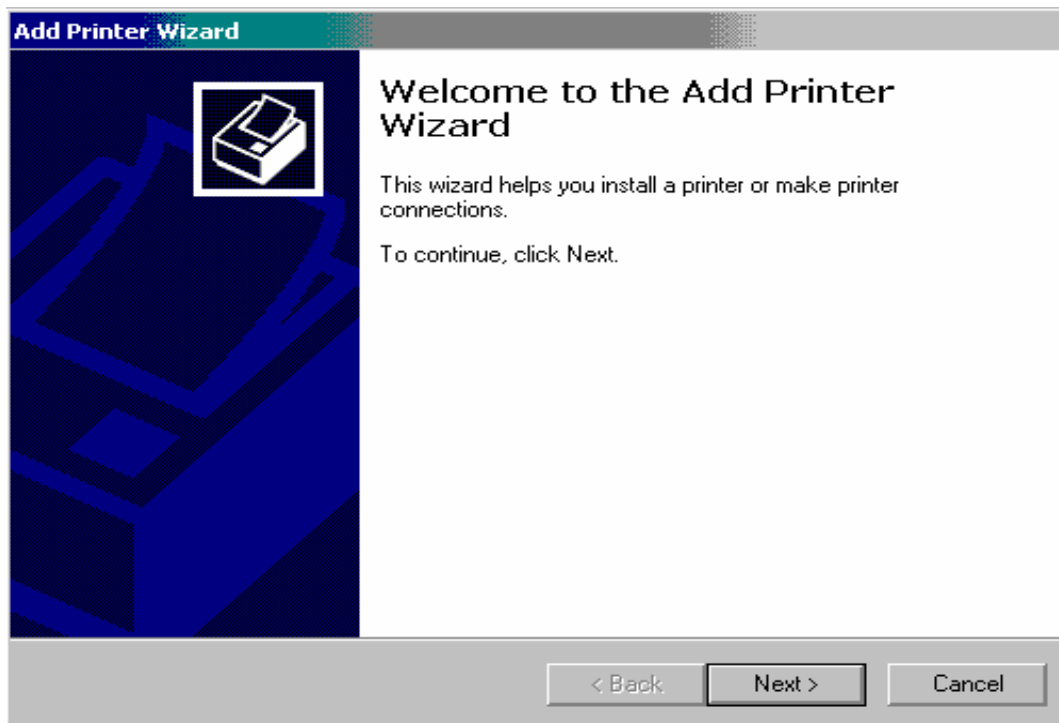 Add Printer Wizard
Welcome to the Add Printer
Wizard
This wizard helps you install a printer or make printer
connections.
To continue, click Next.
< Back
Next >
Cancel